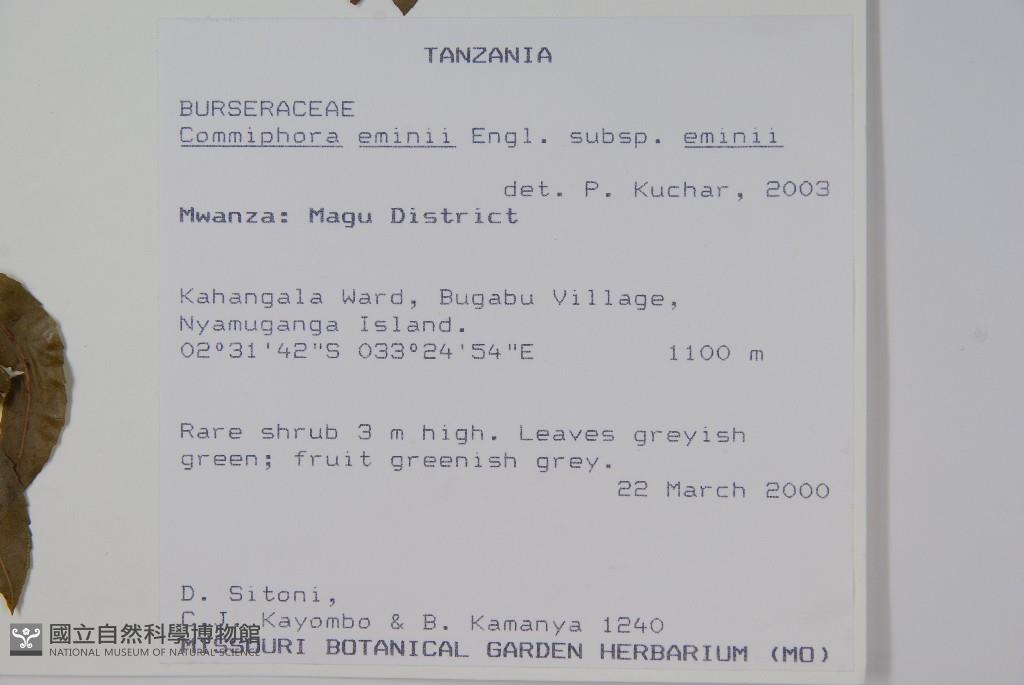 TANZANIA
BURSERACEAE
Commiphora eminii Engl. subsp. eminii
det. P. Kuchar, 2003
Mwanza: Magu District
Kahangala Ward, Bugabu Village,
Nyamuganga Island.
02°31'42"S 033°24'54"E 1100 m
Rare shrub 3 m high. Leaves greyish
green; fruit greenish grey.
22 March 2000
D. Sitoni,
C.J. Kayombo & B. Kamanya 1240
MISSOURI BOTANICAL GARDEN HERBARIUM (MO)
國立自然科學博物館
NATIONAL MUSEUM OF NATURAL SCIENCE